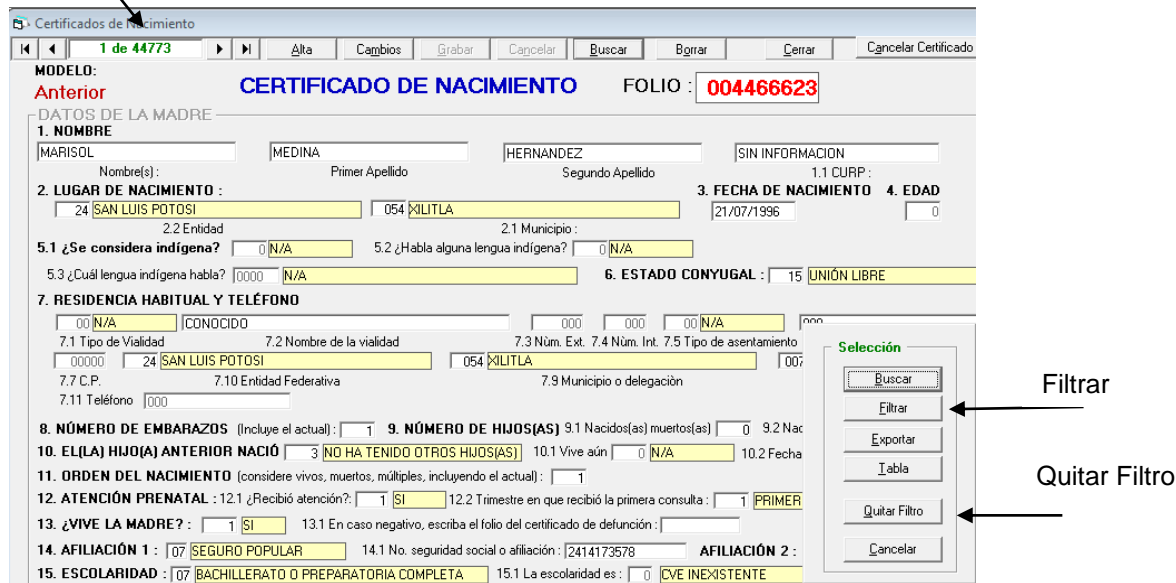 Certificados de Nacimiento
1 de 44773 Alta Cambios Grabar Cancelar Buscar Borrar Cerrar Cancelar Certificado
MODELO:
Anterior CERTIFICADO DE NACIMIENTO FOLIO : 004466623
DATOS DE LA MADRE
1. NOMBRE
MARISOL MEDINA HERNANDEZ SIN INFORMACION
Nombre(s) : Primer Apellido Segundo Apellido 1.1 CURP :
2. LUGAR DE NACIMIENTO : 3. FECHA DE NACIMIENTO 4. EDAD
24 SAN LUIS POTOSI 054 XILITLA 21/07/1996 0
2.2 Entidad 2.1 Municipio :
5.1 ¿Se considera indígena? 0 N/A 5.2 ¿Habla alguna lengua indígena? 0 N/A
5.3 ¿Cuál lengua indígena habla? 0000 N/A 6. ESTADO CONYUGAL : 15 UNIÓN LIBRE
7. RESIDENCIA HABITUAL Y TELÉFONO
00 N/A CONOCIDO 000 000 00 N/A 000
7.1 Tipo de Vialidad 7.2 Nombre de la vialidad 7.3 Nùm. Ext. 7.4 Nùm. Int. 7.5 Tipo de asentamiento
00000 24 SAN LUIS POTOSI 054 XILITLA 007
7.7 C.P. 7.10 Entidad Federativa 7.9 Municipio o delegaciòn
7.11 Teléfono 000
8. NÚMERO DE EMBARAZOS (Incluye el actual) : 1 9. NÚMERO DE HIJOS(AS) 9.1 Nacidos(as) muertos(as) 0 9.2 Nac
10. EL(LA) HIJO(A) ANTERIOR NACIÓ 3 NO HA TENIDO OTROS HIJOS(AS) 10.1 Vive aún 0 N/A 10.2 Fecha
11. ORDEN DEL NACIMIENTO (considere vivos, muertos, múltiples, incluyendo el actual) : 1
12. ATENCIÓN PRENATAL : 12.1 ¿Recibió atención?: 1 SI 12.2 Trimestre en que recibió la primera consulta : 1 PRIMER
13. ¿VIVE LA MADRE? : 1 SI 13.1 En caso negativo, escriba el folio del certificado de defunción :
14. AFILIACIÓN 1 : 07 SEGURO POPULAR 14.1 No. seguridad social o afiliación : 2414173578 AFILIACIÓN 2 :
15. ESCOLARIDAD : 07 BACHILLERATO O PREPARATORIA COMPLETA 15.1 La escolaridad es : 0 CVE INEXISTENTE
Selección
Buscar
Filtrar
Exportar
Tabla
Quitar Filtro
Cancelar
Filtrar
Quitar Filtro